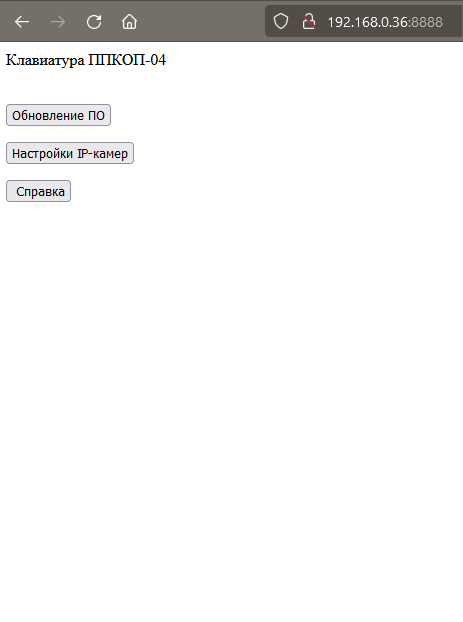 192.168.0.36:8888
Клавиатура ППКОП-04
Обновление ПО
Настройки IP-камер
Справка